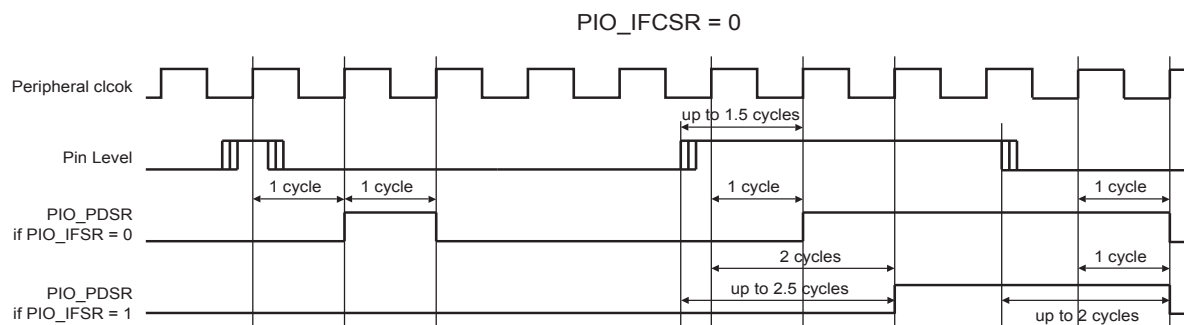 PIO_IFCSR = 0
Peripheral clcok
up to 1.5 cycles
Pin Level
1 cycle
1 cycle
1 cycle
1 cycle
PIO_PDSR
if PIO_IFSR = 0
2 cycles
1 cycle
PIO_PDSR
if PIO_IFSR = 1
up to 2.5 cycles
up to 2 cycles